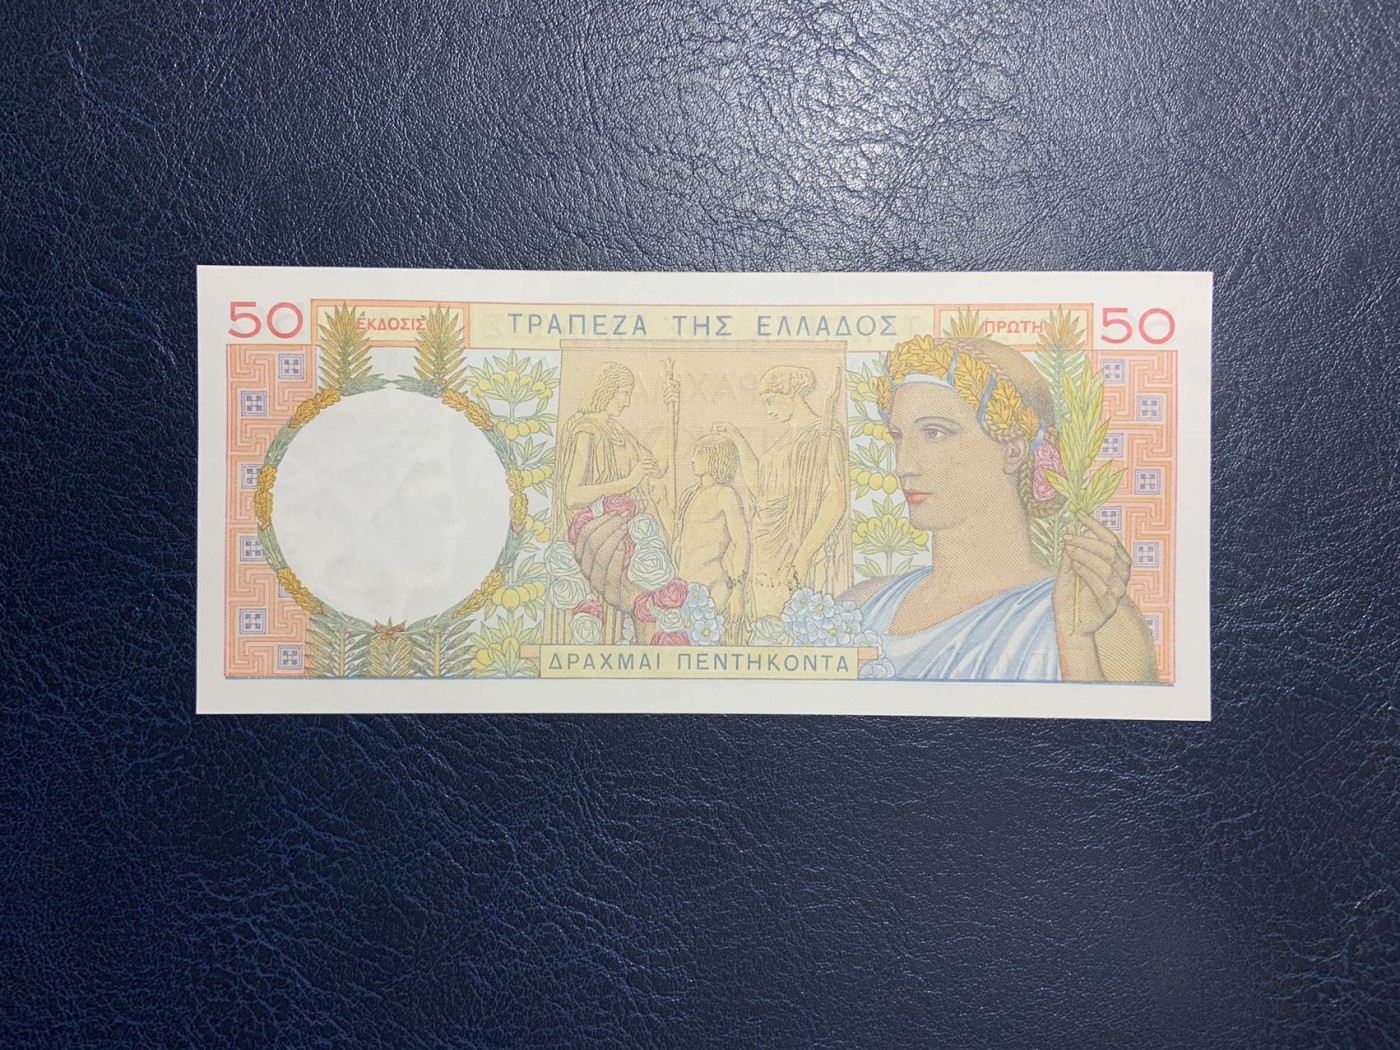 50 ΕΚΔΟΣΙΣ ΤΡΑΠΕΖΑ ΤΗΣ ΕΛΛΑΔΟΣ ΠΡΩΤΗ 50
ΔΡΑΧΜΑΙ ΠΕΝΤΗΚΟΝΤΑ